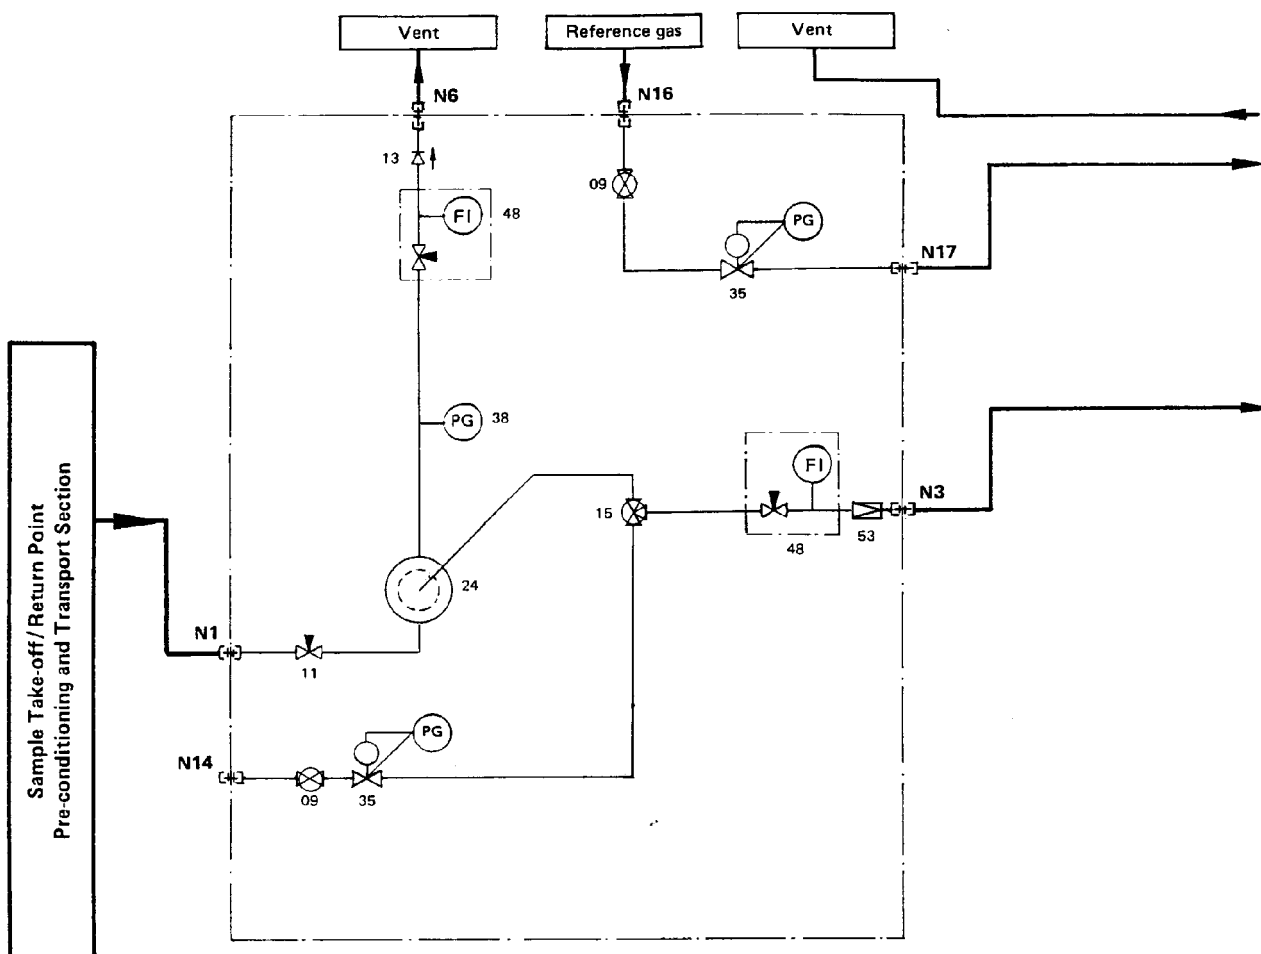 Vent
Reference gas
Vent
N6
N16
13
09
FI
48
PG
N17
35
PG
38
FI
N3
15
48
53
24
N1
11
PG
N14
09
35
Sample Take-off/Return Point
Pre-conditioning and Transport Section